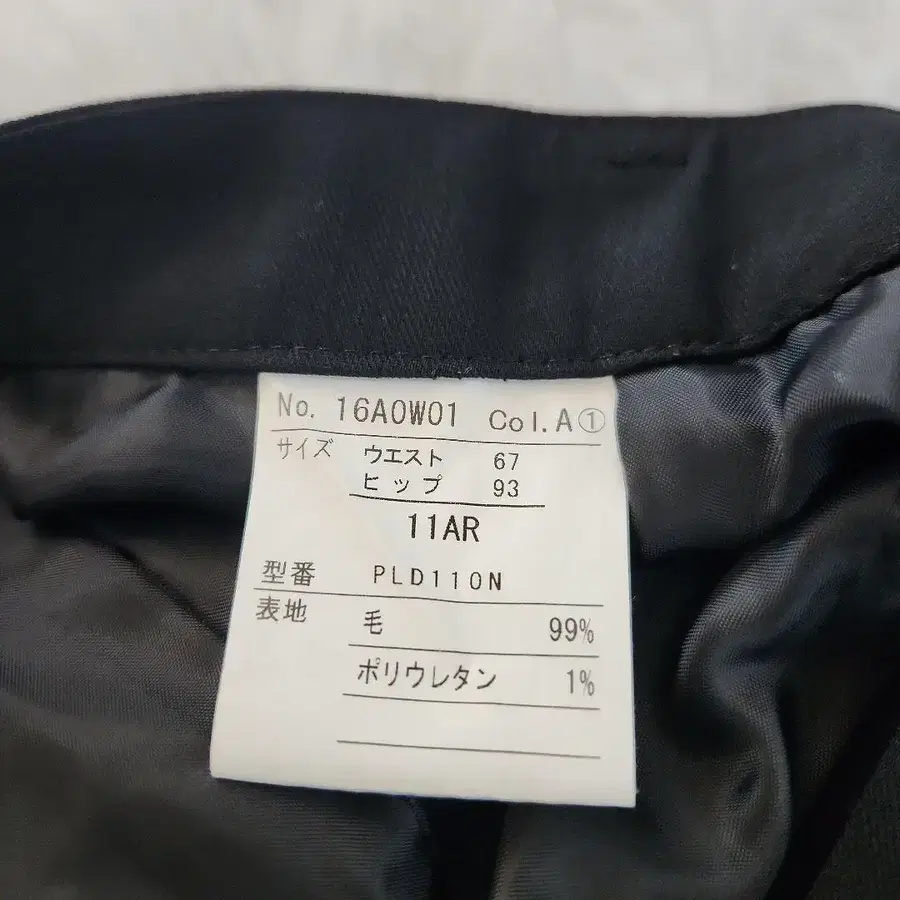 No. 16A0W01 Col.A①
サイズ ウエスト 67
ヒップ 93
11AR
型番 PLD110N
表地 毛 99%
ポリウレタン 1%